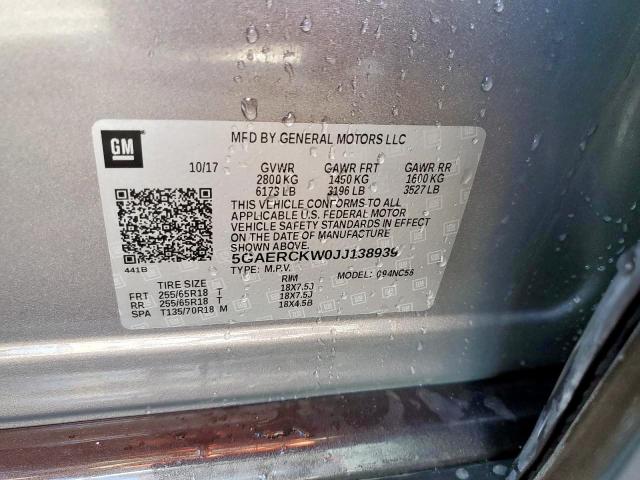 GM
MFD BY GENERAL MOTORS LLC
10/17 GVWR GAWR FRT GAWR RR
2800 KG 1450 KG 1600 KG
6173 LB 3196 LB 3527 LB
THIS VEHICLE CONFORMS TO ALL
APPLICABLE U.S. FEDERAL MOTOR
VEHICLE SAFETY STANDARDS IN EFFECT
ON THE DATE OF MANUFACTURE
SHOWN ABOVE.
441B
5GAERCKW0JJ138939
TYPE: M.P.V. MODEL: 094NC56
TIRE SIZE RIM
FRT 255/65R18 T 18X7.5J
RR 255/65R18 T 18X7.5J
SPA T135/70R18 M 18X4.5B